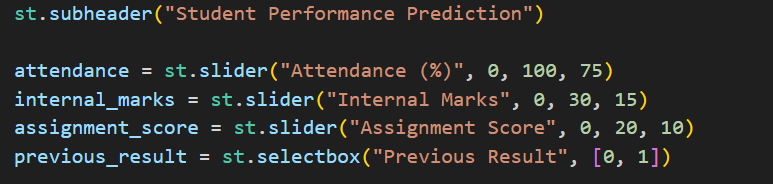 st.subheader("Student Performance Prediction")
attendance = st.slider("Attendance (%)", 0, 100, 75)
internal_marks = st.slider("Internal Marks", 0, 30, 15)
assignment_score = st.slider("Assignment Score", 0, 20, 10)
previous_result = st.selectbox("Previous Result", [0, 1])